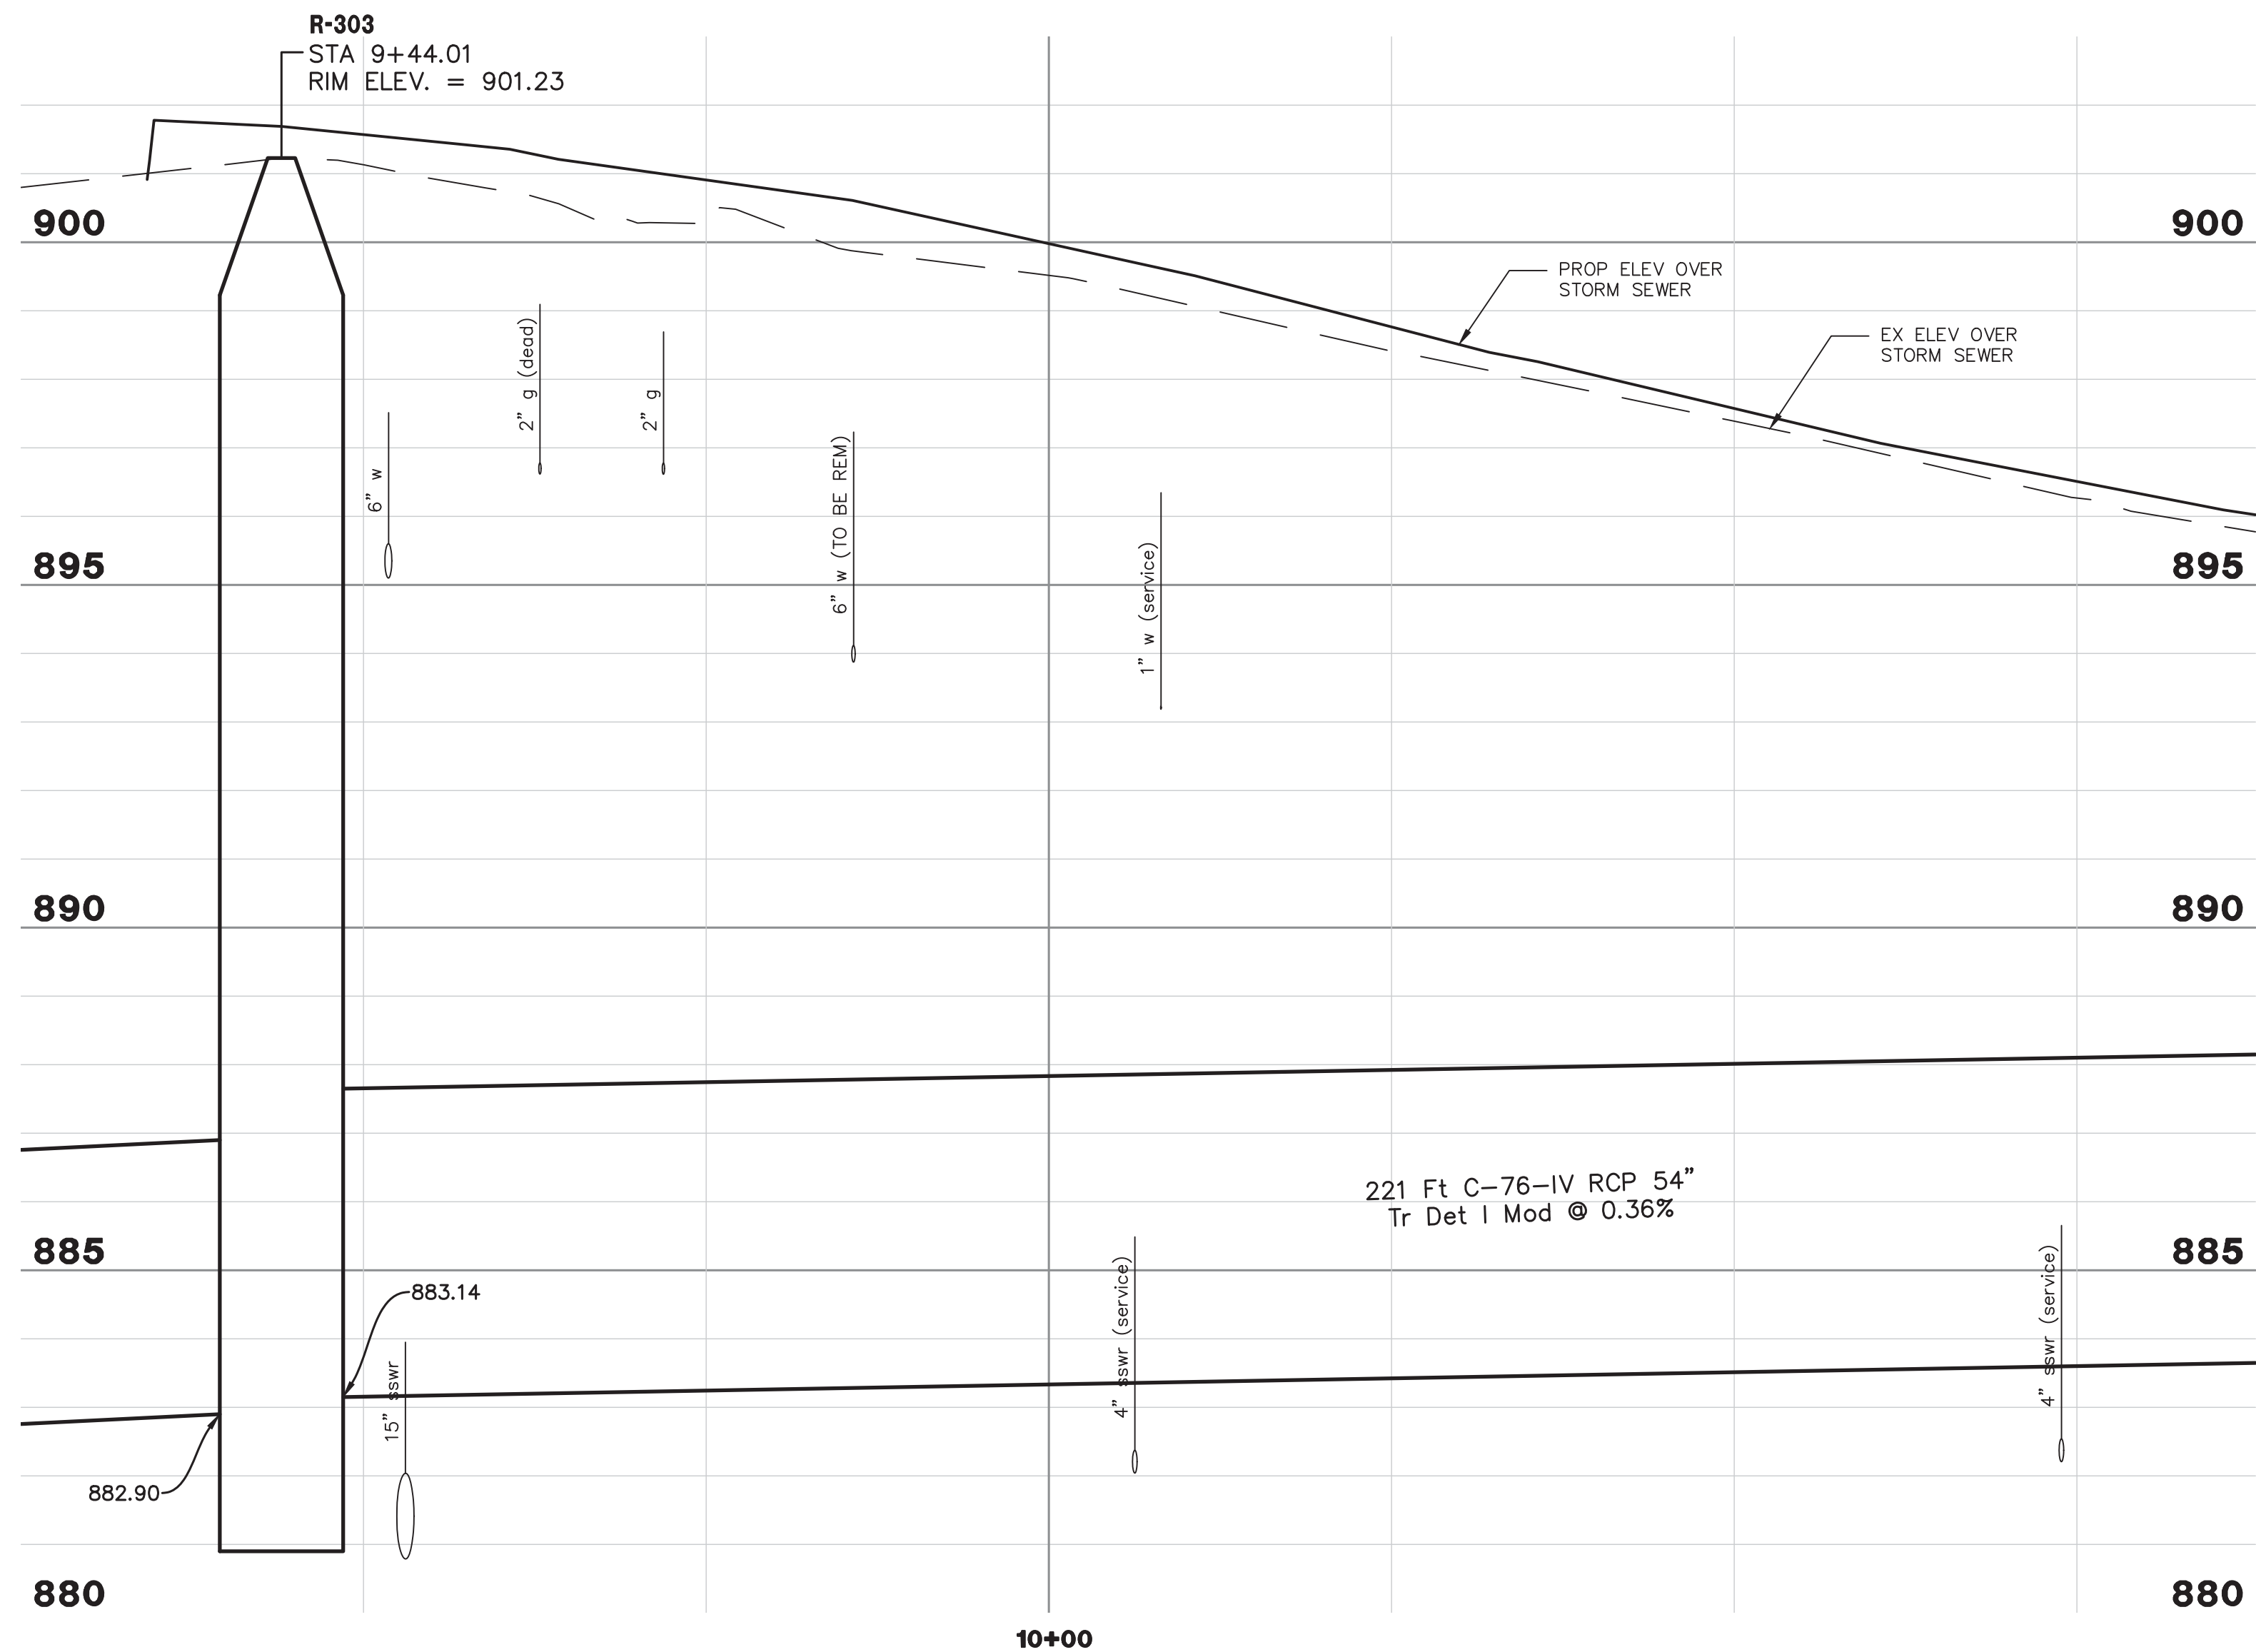 R-303
STA 9+44.01
RIM ELEV. = 901.23
900
900
PROP ELEV OVER
STORM SEWER
EX ELEV OVER
STORM SEWER
2" g (dead)
2" g
6" w
6" w (TO BE REM)
1" w (service)
895
895
890
890
221 Ft C-76-IV RCP 54"
Tr Det I Mod @ 0.36%
885
885
883.14
15" sswr
4" sswr (service)
4" sswr (service)
882.90
880
880
10+00